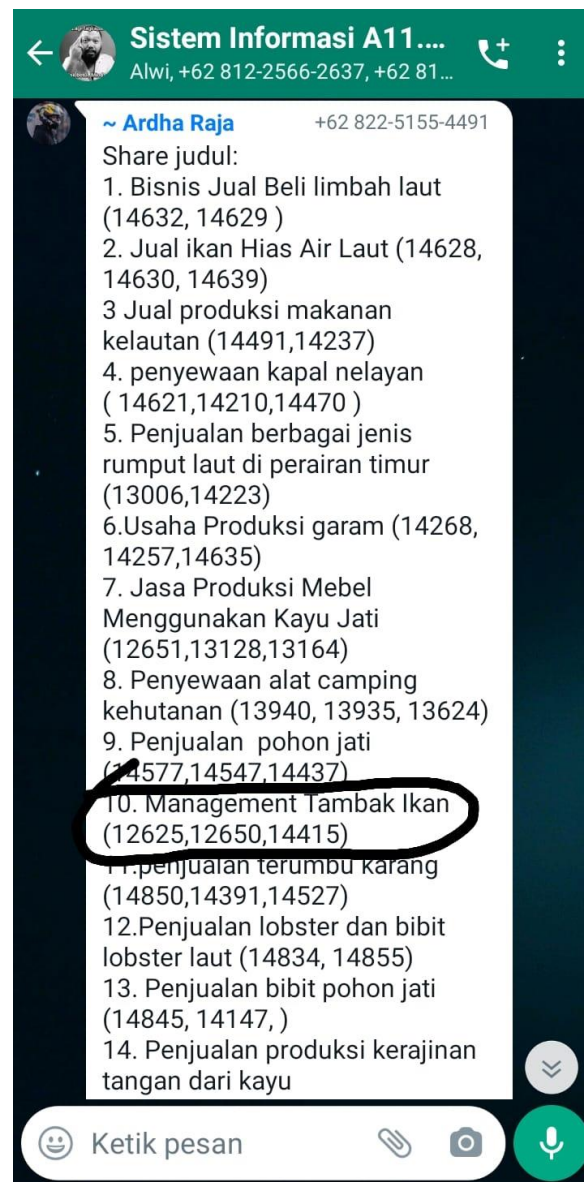 Sistem Informasi A11....
Alwi, +62 812-2566-2637, +62 81...
~ Ardha Raja +62 822-5155-4491
Share judul:
1. Bisnis Jual Beli limbah laut
(14632, 14629 )
2. Jual ikan Hias Air Laut (14628,
14630, 14639)
3 Jual produksi makanan
kelautan (14491,14237)
4. penyewaan kapal nelayan
( 14621,14210,14470 )
5. Penjualan berbagai jenis
rumput laut di perairan timur
(13006,14223)
6.Usaha Produksi garam (14268,
14257,14635)
7. Jasa Produksi Mebel
Menggunakan Kayu Jati
(12651,13128,13164)
8. Penyewaan alat camping
kehutanan (13940, 13935, 13624)
9. Penjualan pohon jati
(14577,14547,14437)
10. Management Tambak Ikan
(12625,12650,14415)
11.penjualan terumbu karang
(14850,14391,14527)
12.Penjualan lobster dan bibit
lobster laut (14834, 14855)
13. Penjualan bibit pohon jati
(14845, 14147, )
14. Penjualan produksi kerajinan
tangan dari kayu
Ketik pesan